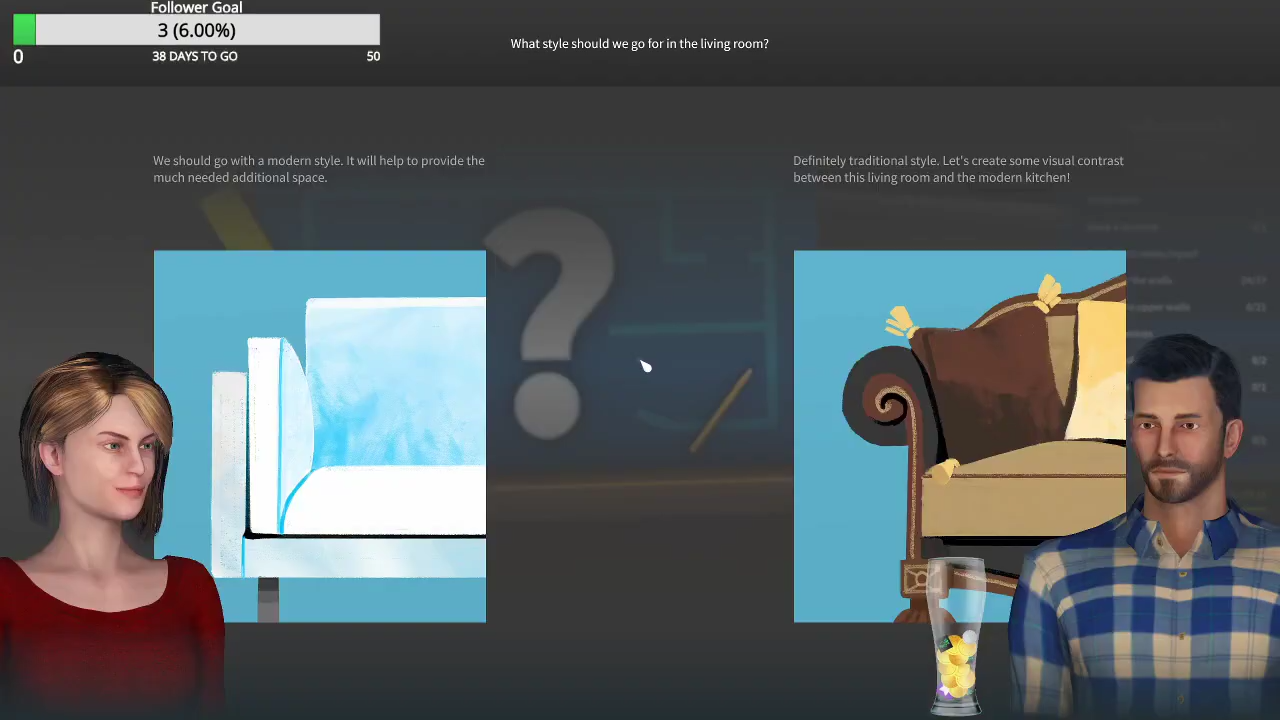 Follower Goal
3 (6.00%)
0
38 DAYS TO GO
50
What style should we go for in the living room?
We should go with a modern style. It will help to provide the
much needed additional space.
Definitely traditional style. Let's create some visual contrast
between this living room and the modern kitchen!